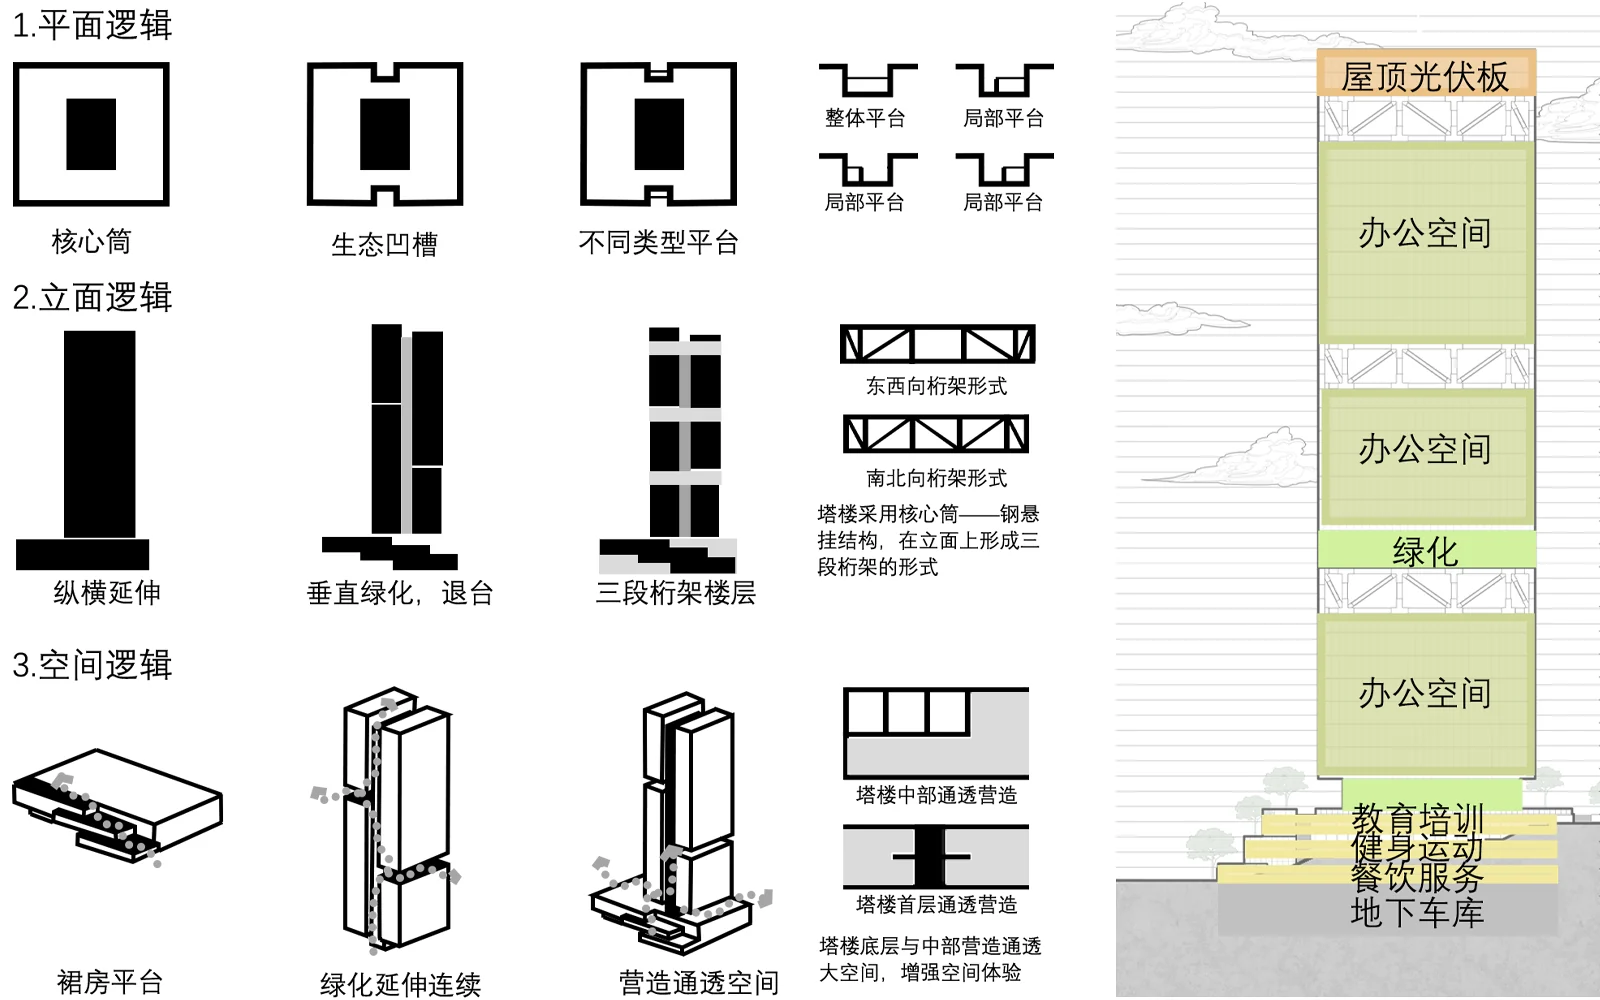 1.平面逻辑
核心筒
生态凹槽
不同类型平台
整体平台
局部平台
局部平台
局部平台
2.立面逻辑
纵横延伸
垂直绿化，退台
三段桁架楼层
东西向桁架形式
南北向桁架形式
塔楼采用核心筒——钢悬
挂结构，在立面上形成三
段桁架的形式
3.空间逻辑
裙房平台
绿化延伸连续
营造通透空间
塔楼中部通透营造
塔楼首层通透营造
塔楼底层与中部营造通透
大空间，增强空间体验
屋顶光伏板
办公空间
办公空间
绿化
办公空间
教育培训
健身运动
餐饮服务
地下车库